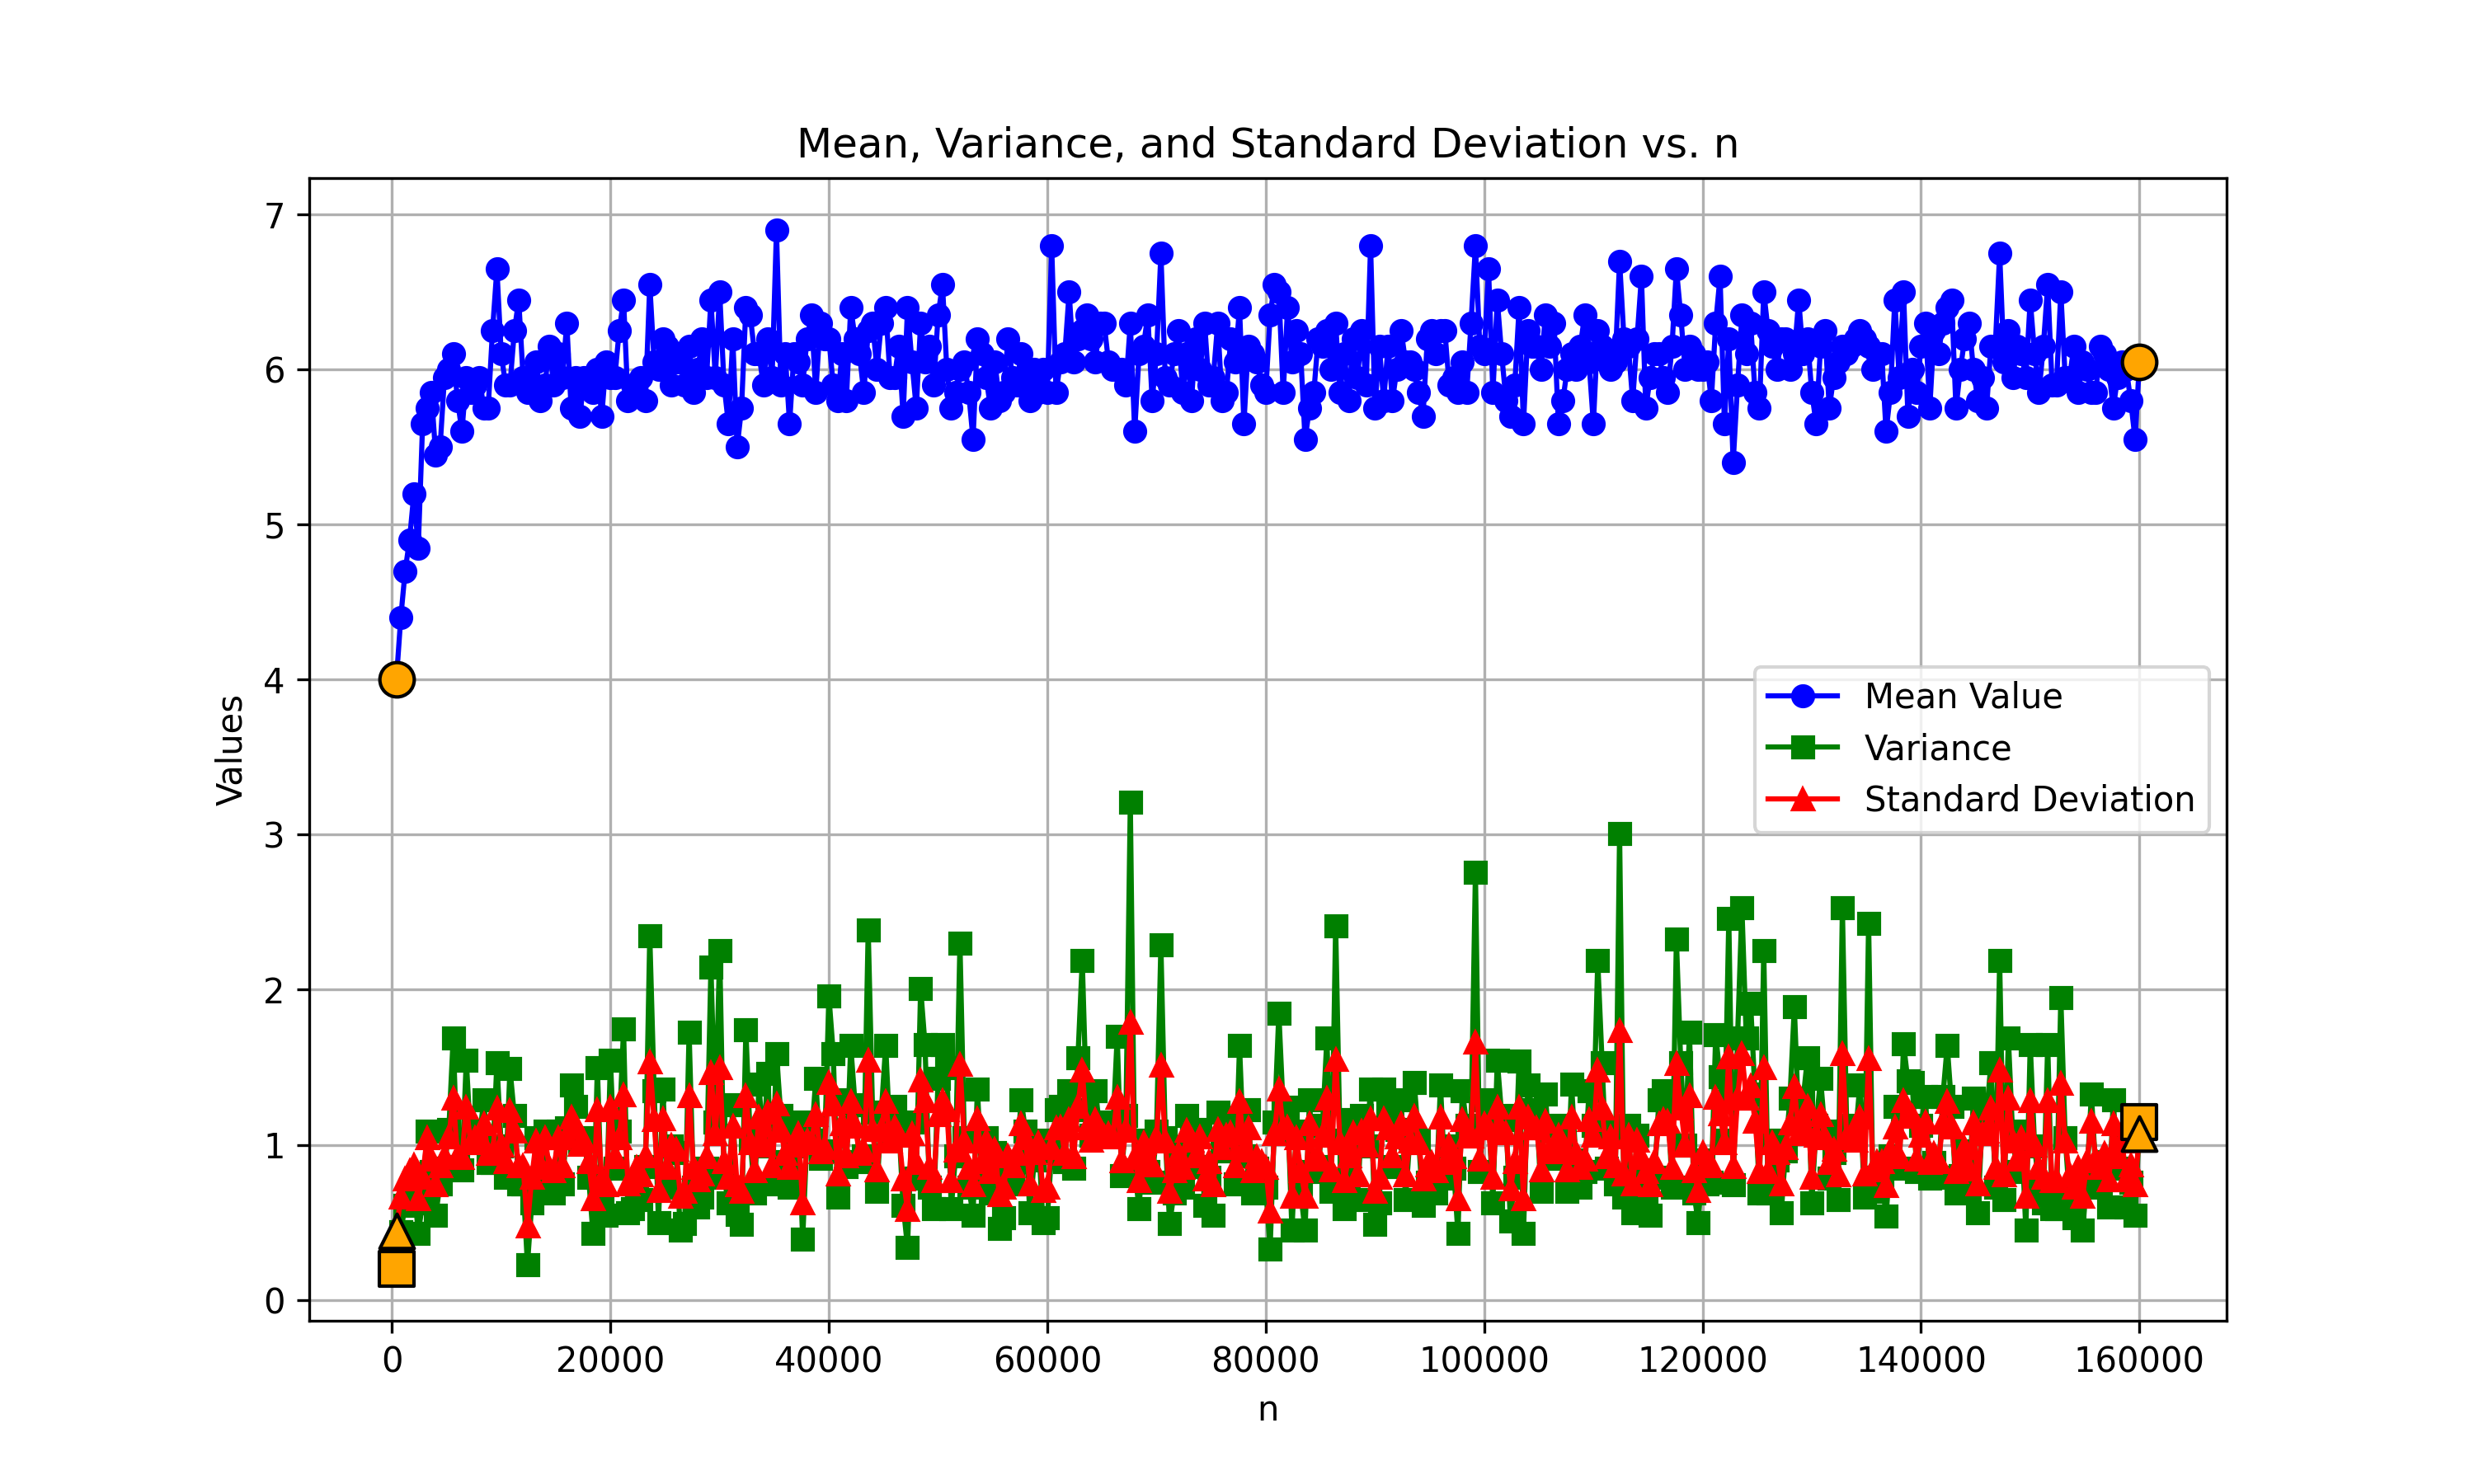 Mean, Variance, and Standard Deviation vs. n
7
6
5
4
3
2
1
0
Values
Mean Value
Variance
Standard Deviation
0 20000 40000 60000 80000 100000 120000 140000 160000
n